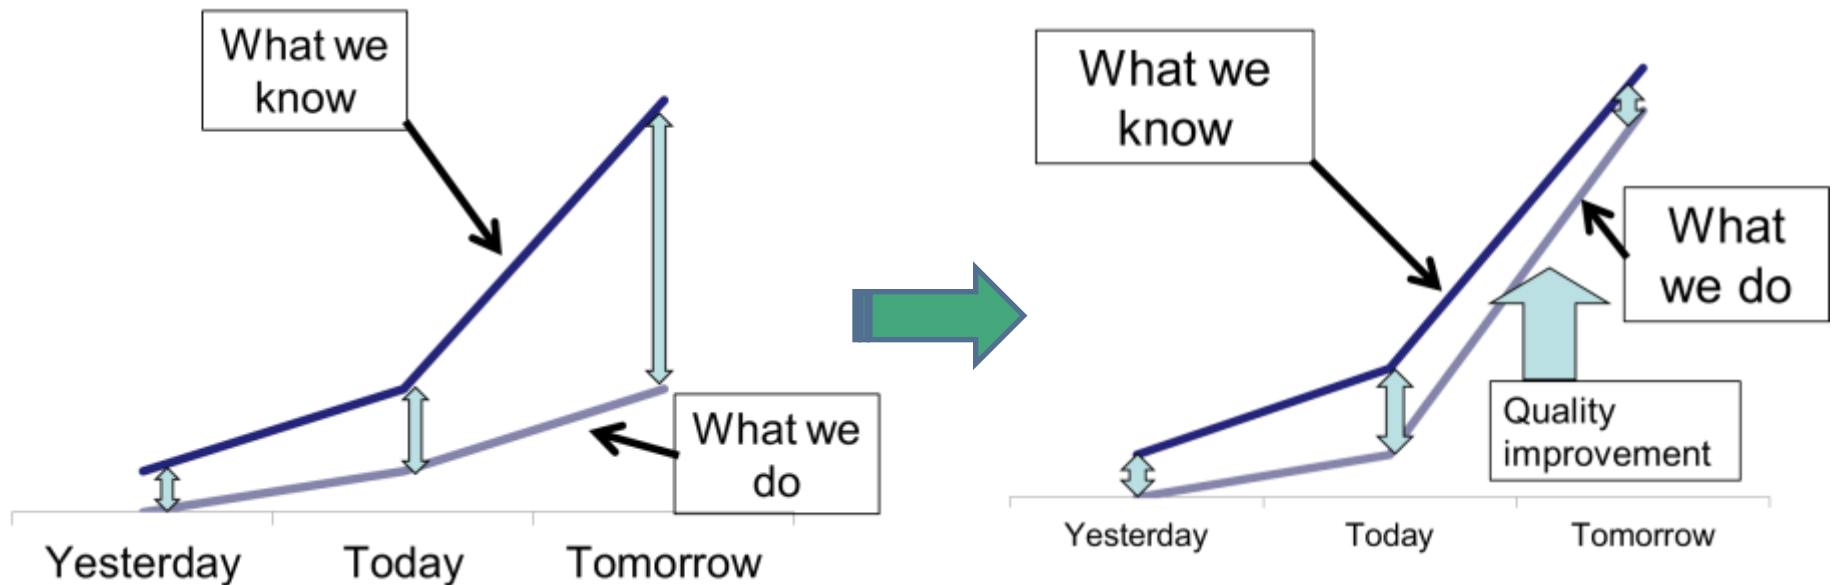 What we
know
What we
do
Yesterday
Today
Tomorrow
What we
know
What
we do
Quality
improvement
Yesterday
Today
Tomorrow